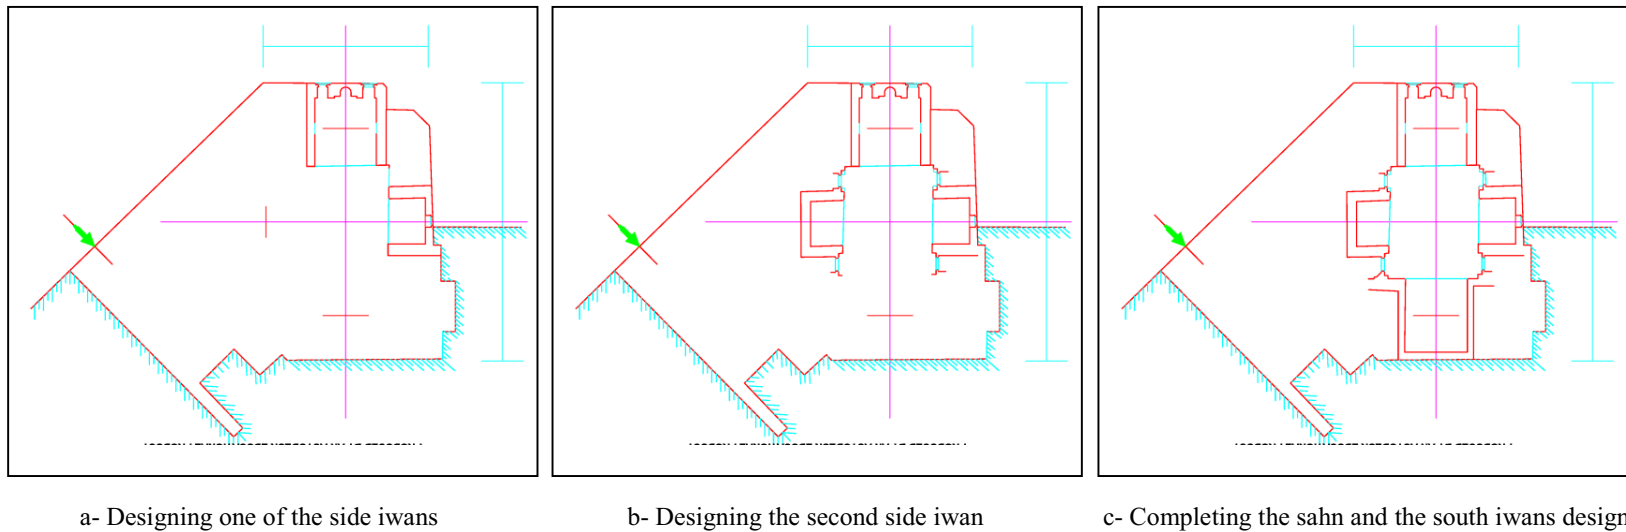 a- Designing one of the side iwans
b- Designing the second side iwan
c- Completing the sahn and the south iwans design